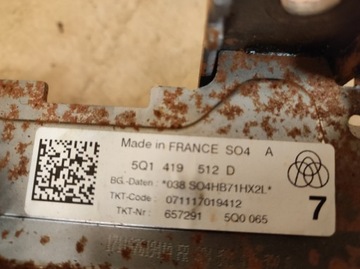 Made in FRANCE SO4 A
5Q1 419 512 D
BG.-Daten : *038 SO4HB71HX2L*
TKT-Code : 071117019412
TKT-Nr : 657291 5Q0 065
7